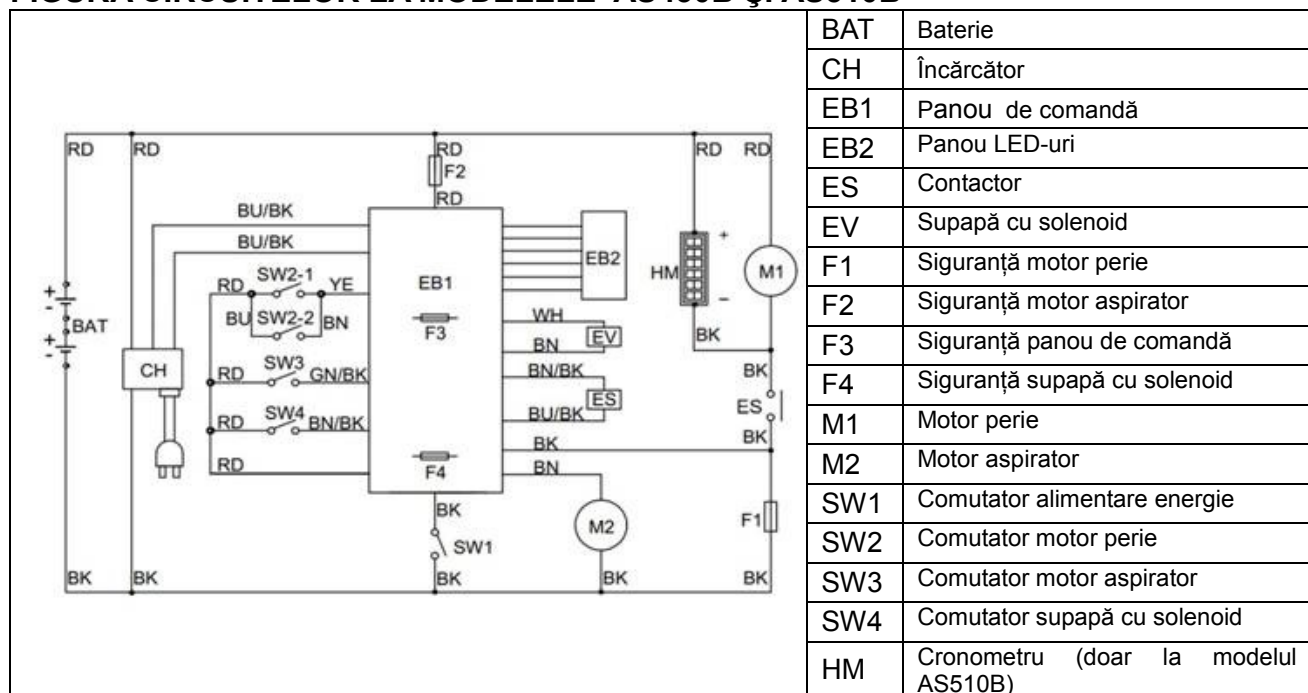 FIGURA CIRCUITELOR LA MODELELE ŞI AS510B
RD RD RD RD RD
F2
RD
BU/BK
BU/BK
SW2-1
RD YE
BU SW2-2 BN
EB1
EB2
HM
+
−
M1
F3
WH
EV
BN
BK
+
-
BAT
+
-
CH
SW3
RD GN/BK
BN/BK
ES
BU/BK
BK
ES
BK
SW4
RD BN/BK
BK
RD
F4
BN
BK
SW1
M2
F1
BK BK BK BK BK
BAT Baterie
CH Încărcător
EB1 Panou de comandă
EB2 Panou LED-uri
ES Contactor
EV Supapă cu solenoid
F1 Siguranță motor perie
F2 Siguranță motor aspirator
F3 Siguranță panou de comandă
F4 Siguranță supapă cu solenoid
M1 Motor perie
M2 Motor aspirator
SW1 Comutator alimentare energie
SW2 Comutator motor perie
SW3 Comutator motor aspirator
SW4 Comutator supapă cu solenoid
HM Cronometru (doar la modelul
AS510B)